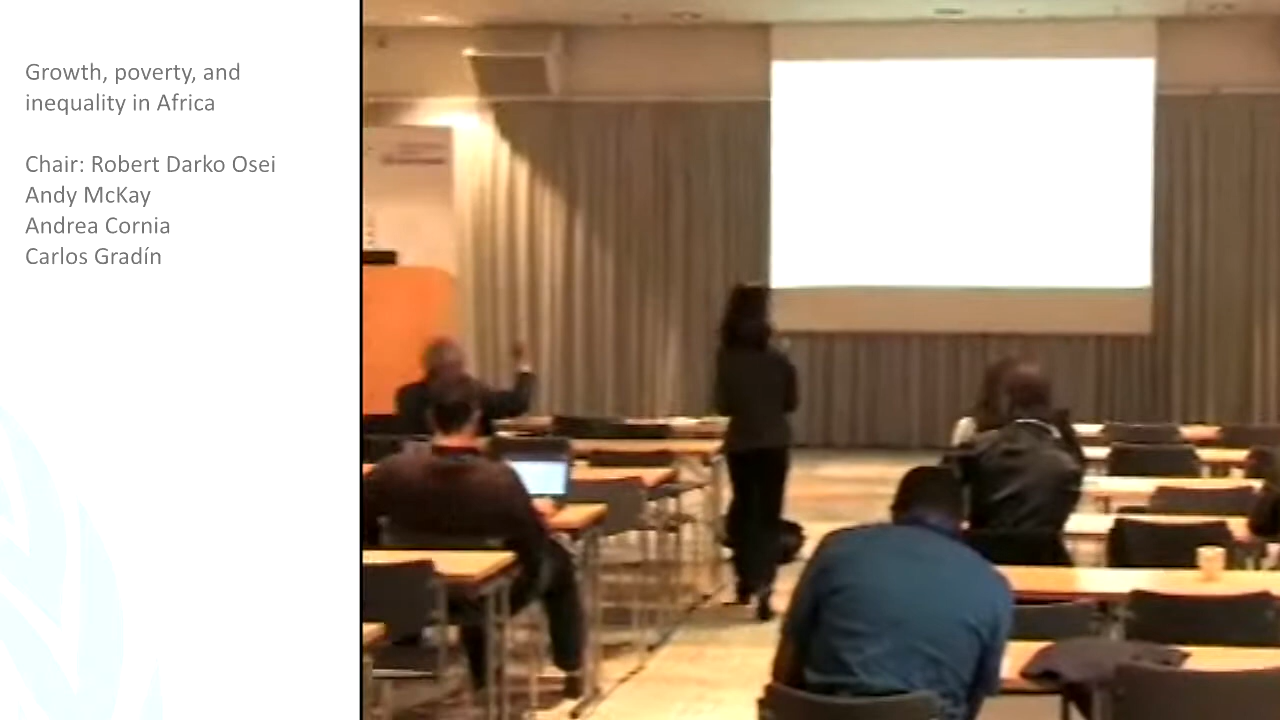 Growth, poverty, and
inequality in Africa
Chair: Robert Darko Osei
Andy McKay
Andrea Cornia
Carlos Gradín